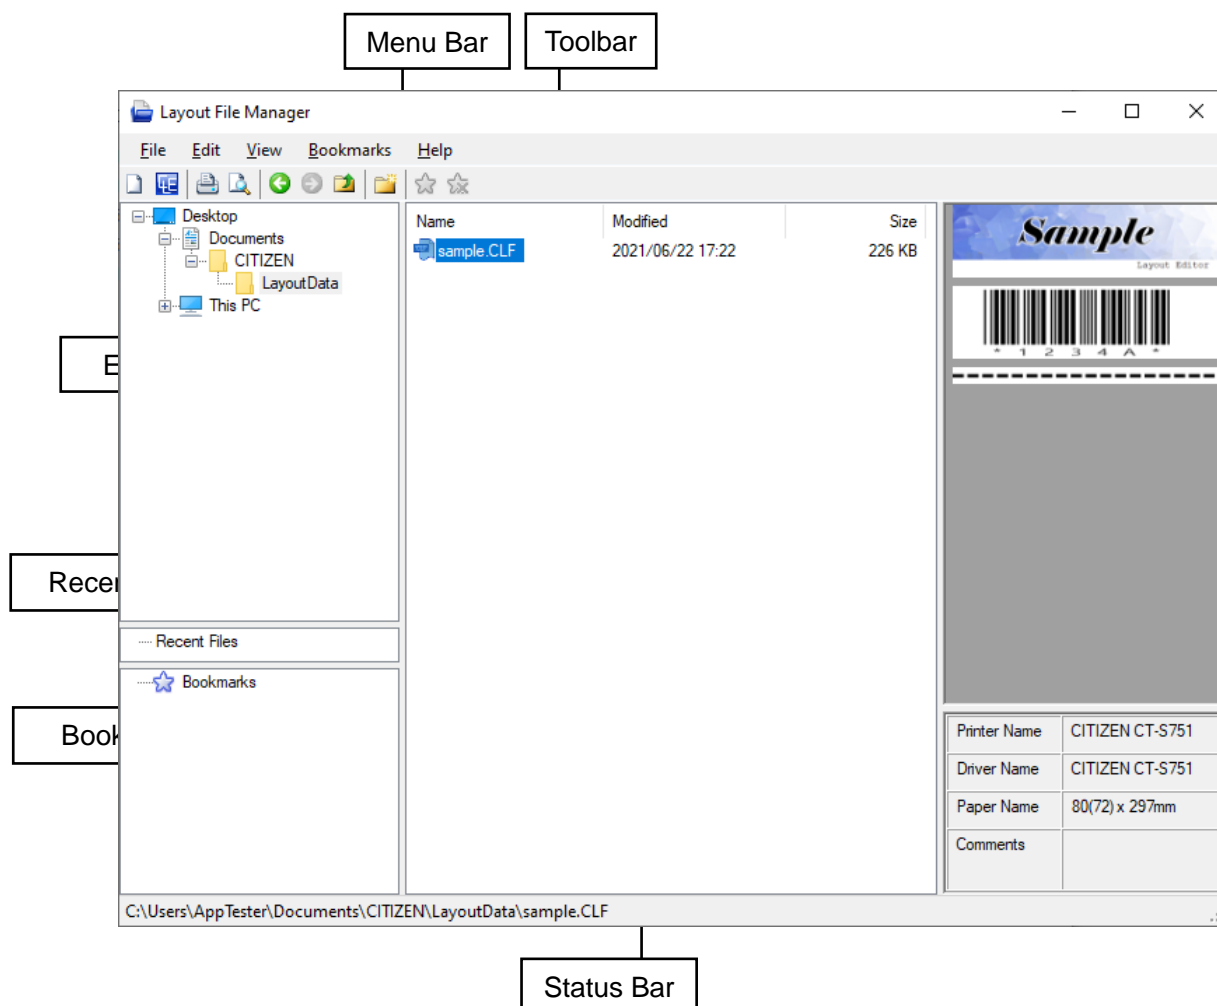 Menu Bar Toolbar
Layout File Manager
File Edit View Bookmarks Help
Desktop
Documents
CITIZEN
LayoutData
This PC
Name Modified Size
sample.CLF 2021/06/22 17:22 226 KB
Sample
Layout Editor
* 1 2 3 4 A *
Recent Files
Bookmarks
Printer Name CITIZEN CT-S751
Driver Name CITIZEN CT-S751
Paper Name 80(72) x 297mm
Comments
C:\Users\AppTester\Documents\CITIZEN\LayoutData\sample.CLF
Status Bar